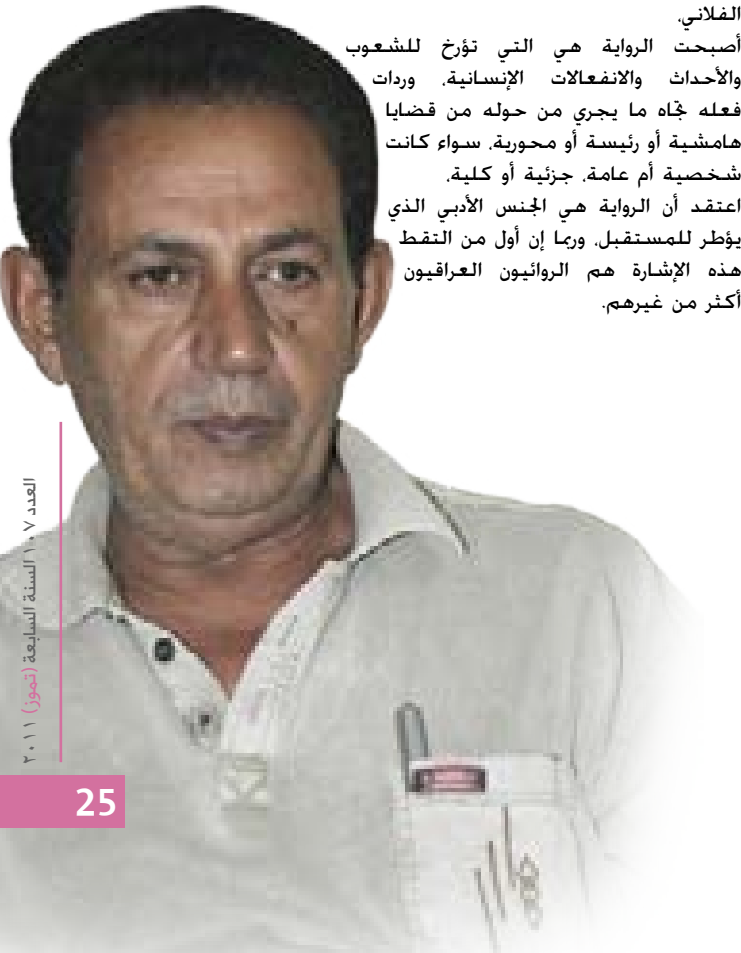 الفلاني.
أصبحت الرواية هي التي تؤرخ للشعوب
والأحداث والانفعالات الإنسانية. وردات
فعله تجاه ما يجري من حوله من قضايا
هامشية أو رئيسة أو محورية. سواء كانت
شخصية أم عامة. جزئية أو كلية.
اعتقد أن الرواية هي الجنس الأدبي الذي
يؤطر للمستقبل. وربما إن أول من التقط
هذه الإشارة هم الروائيون العراقيون
أكثر من غيرهم.
العدد ١٠٧ السنة السابعة (تموز) ٢٠١١
25